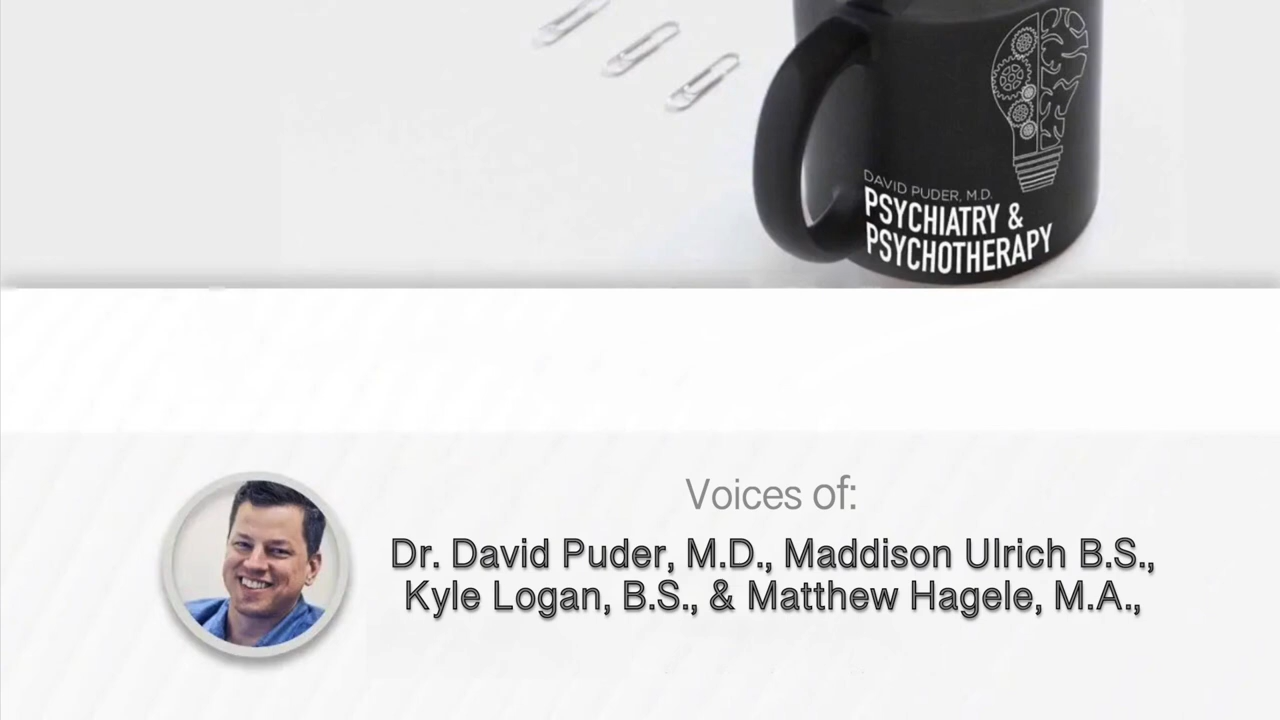 DAVID PUDER, M.D.
PSYCHIATRY &
PSYCHOTHERAPY
Voices of:
Dr. David Puder, M.D., Maddison Ulrich B.S.,
Kyle Logan, B.S., & Matthew Hagele, M.A.,